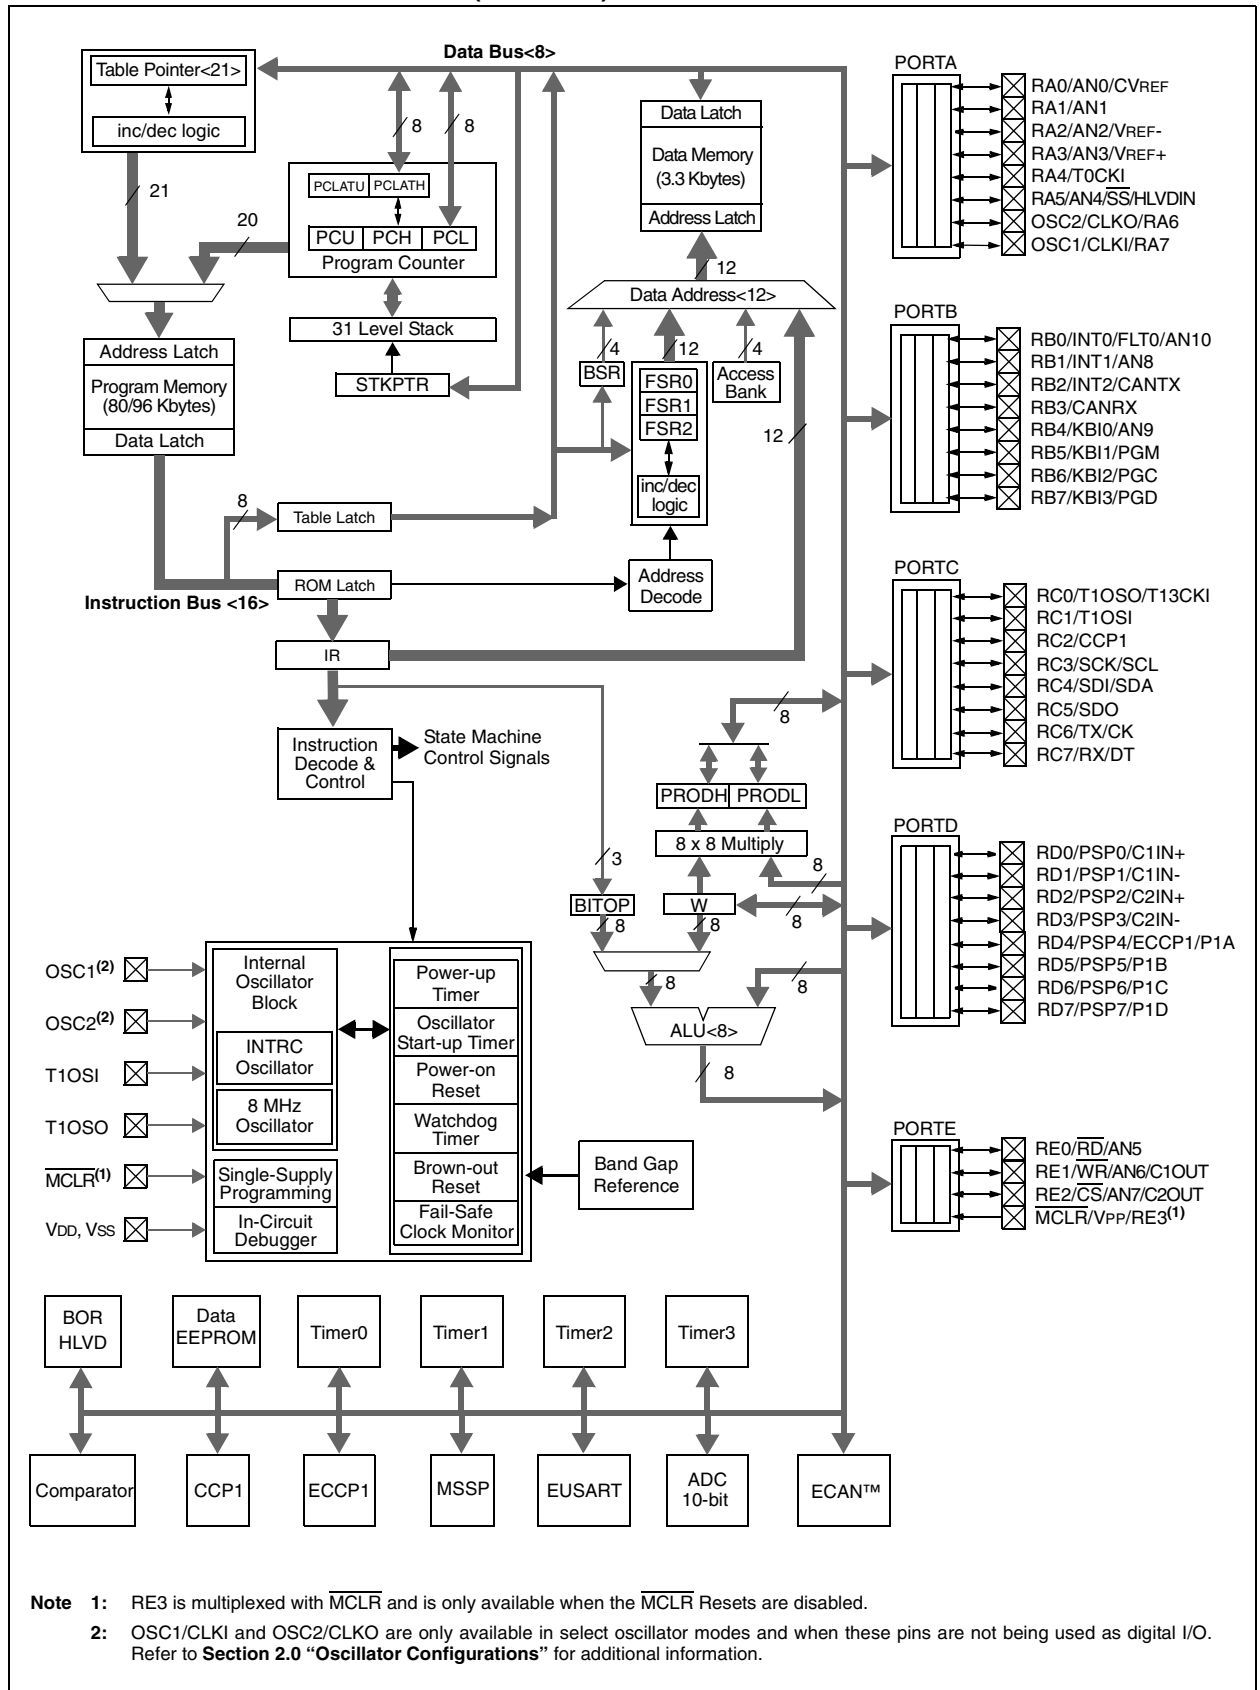 Data Bus<8>
Table Pointer<21>
inc/dec logic
21
20
8
8
PCLATU
PCLATH
PCU
PCH
PCL
Program Counter
31 Level Stack
STKPTR
Address Latch
Program Memory
(80/96 Kbytes)
Data Latch
8
Table Latch
ROM Latch
Instruction Bus <16>
IR
Data Latch
Data Memory
(3.3 Kbytes)
Address Latch
12
Data Address<12>
4
12
4
BSR
FSR0
FSR1
FSR2
inc/dec
logic
Access
Bank
12
Address
Decode
Instruction
Decode &
Control
State Machine
Control Signals
8
PRODH
PRODL
8 x 8 Multiply
3
8
BITOP
W
8
8
8
8
8
ALU<8>
8
OSC1(2)
OSC2(2)
T1OSI
T1OSO
MCLR(1)
VDD, VSS
Internal
Oscillator
Block
INTRC
Oscillator
8 MHz
Oscillator
Single-Supply
Programming
In-Circuit
Debugger
Power-up
Timer
Oscillator
Start-up Timer
Power-on
Reset
Watchdog
Timer
Brown-out
Reset
Fail-Safe
Clock Monitor
Band Gap
Reference
PORTA
RA0/AN0/CVREF
RA1/AN1
RA2/AN2/VREF-
RA3/AN3/VREF+
RA4/T0CKI
RA5/AN4/SS/HLVDIN
OSC2/CLKO/RA6
OSC1/CLKI/RA7
PORTB
RB0/INT0/FLT0/AN10
RB1/INT1/AN8
RB2/INT2/CANTX
RB3/CANRX
RB4/KBI0/AN9
RB5/KBI1/PGM
RB6/KBI2/PGC
RB7/KBI3/PGD
PORTC
RC0/T1OSO/T13CKI
RC1/T1OSI
RC2/CCP1
RC3/SCK/SCL
RC4/SDI/SDA
RC5/SDO
RC6/TX/CK
RC7/RX/DT
PORTD
RD0/PSP0/C1IN+
RD1/PSP1/C1IN-
RD2/PSP2/C2IN+
RD3/PSP3/C2IN-
RD4/PSP4/ECCP1/P1A
RD5/PSP5/P1B
RD6/PSP6/P1C
RD7/PSP7/P1D
PORTE
RE0/RD/AN5
RE1/WR/AN6/C1OUT
RE2/CS/AN7/C2OUT
MCLR/VPP/RE3(1)
BOR
HLVD
Data
EEPROM
Timer0
Timer1
Timer2
Timer3
Comparator
CCP1
ECCP1
MSSP
EUSART
ADC
10-bit
ECAN™
Note 1: RE3 is multiplexed with MCLR and is only available when the MCLR Resets are disabled.
2: OSC1/CLKI and OSC2/CLKO are only available in select oscillator modes and when these pins are not being used as digital I/O.
Refer to Section 2.0 “Oscillator Configurations” for additional information.